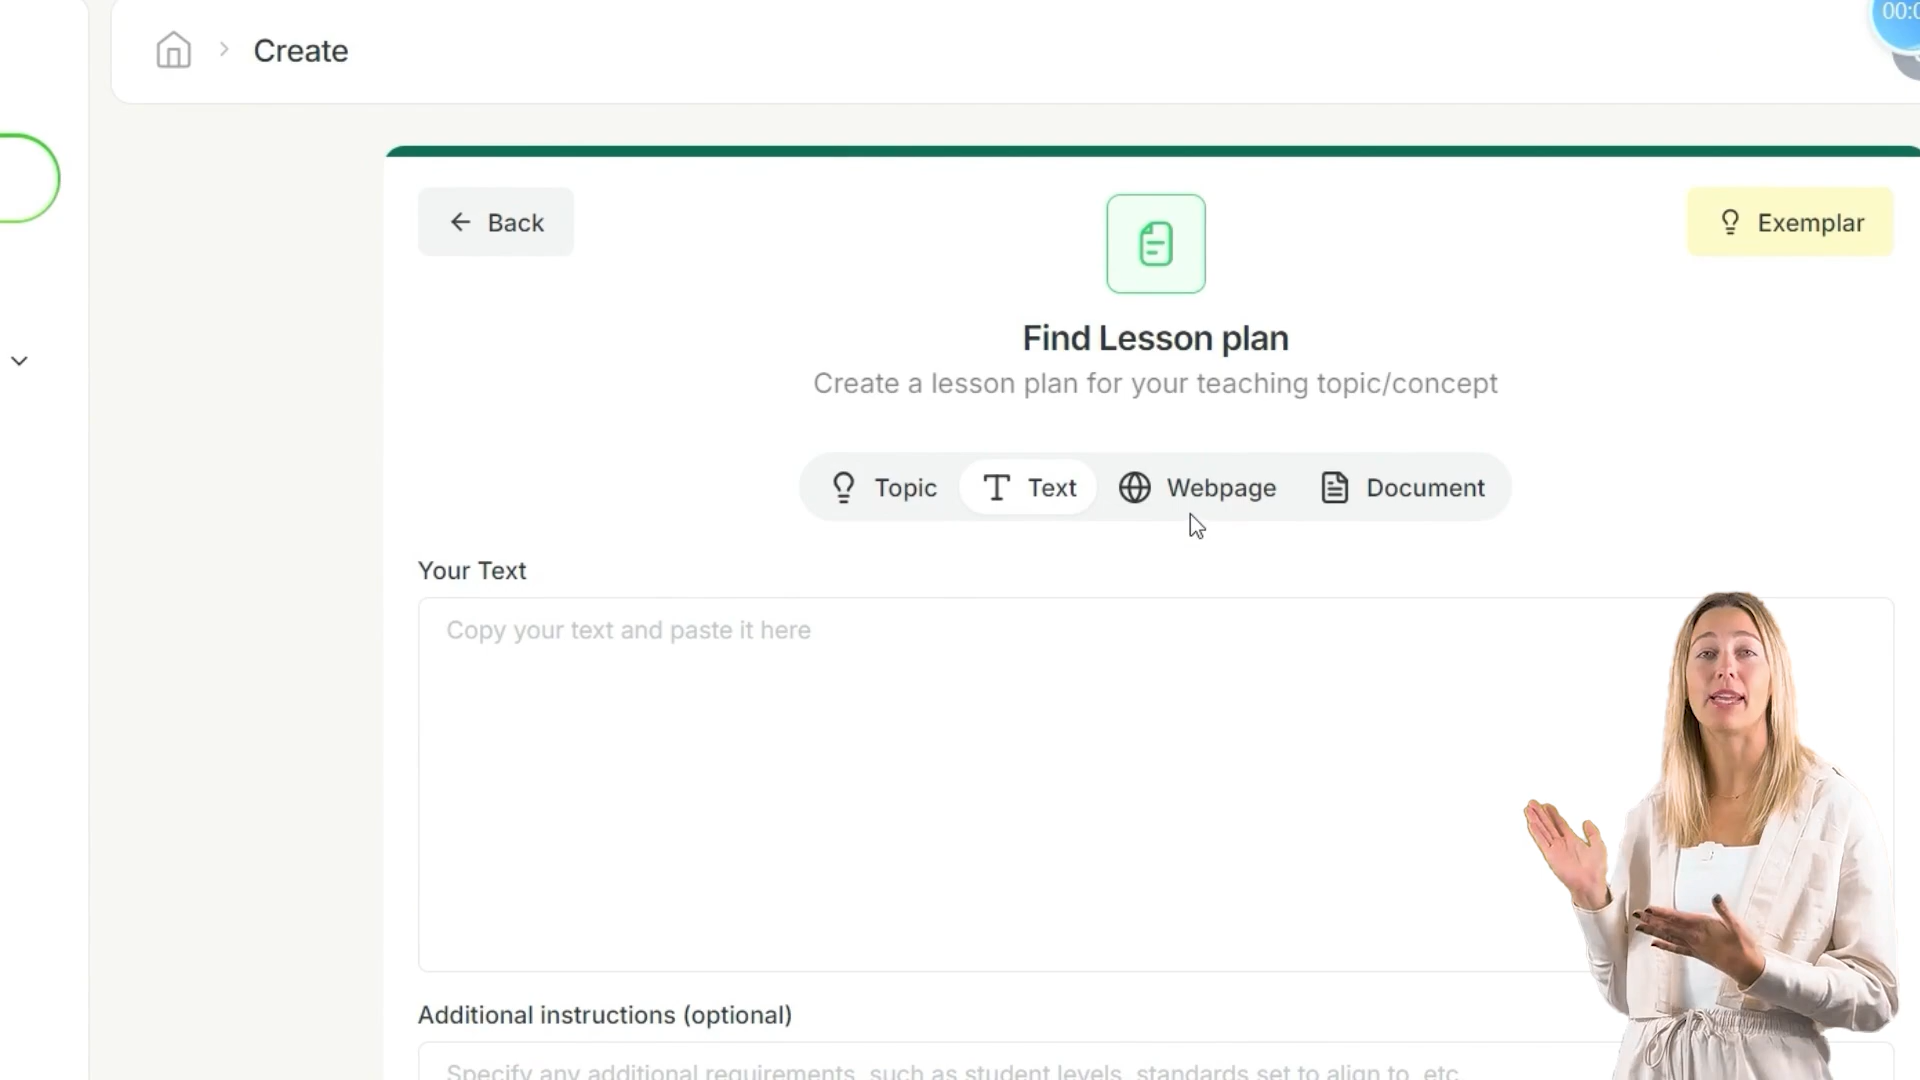 Create
00:0
Back
Exemplar
Find Lesson plan
Create a lesson plan for your teaching topic/concept
Topic
Text
Webpage
Document
Your Text
Copy your text and paste it here
Additional instructions (optional)
Specify any additional requirements, such as student levels, standards set to align to, etc